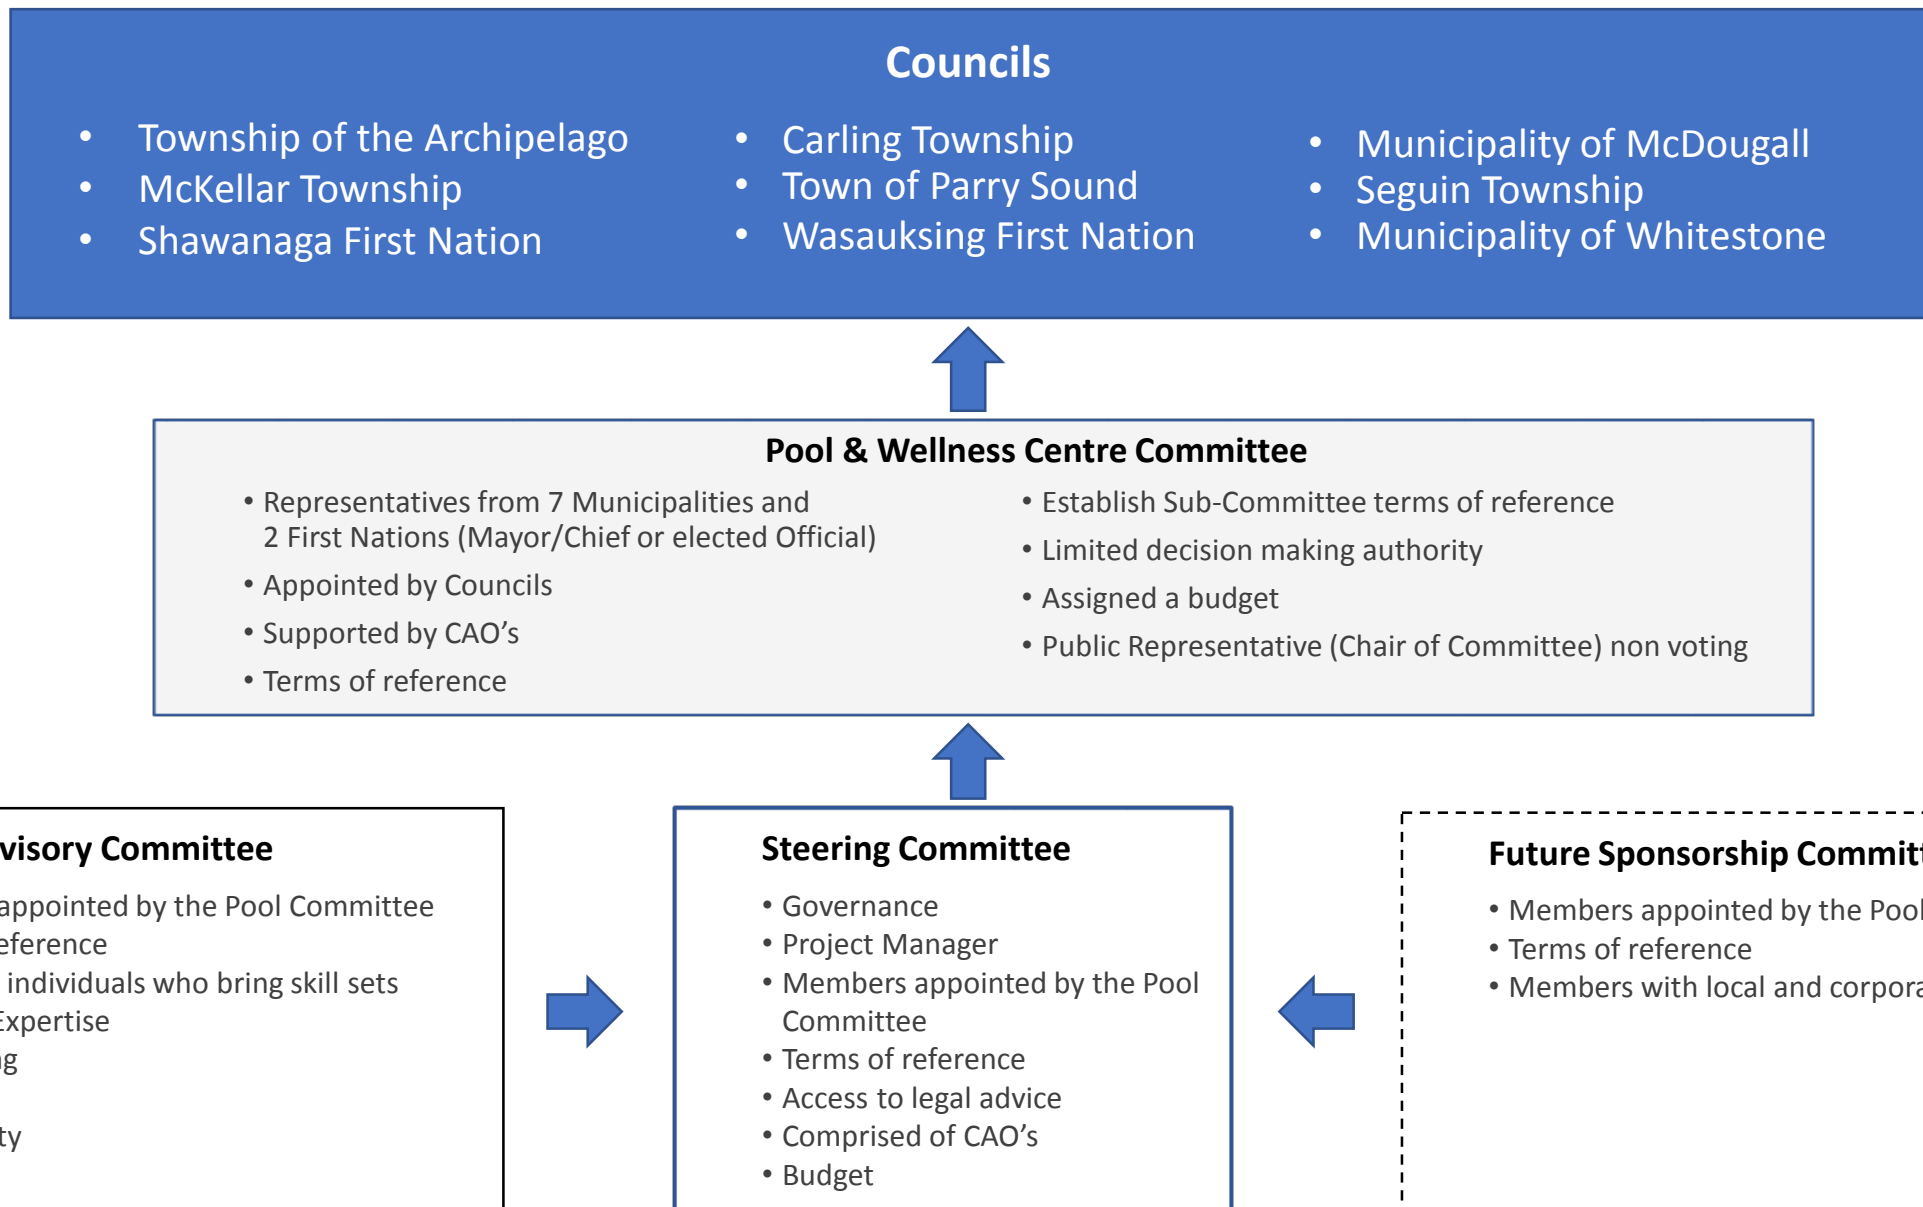 Councils
• Township of the Archipelago
• McKellar Township
• Shawanaga First Nation
• Carling Township
• Town of Parry Sound
• Wasauksing First Nation
• Municipality of McDougall
• Seguin Township
• Municipality of Whitestone
Pool & Wellness Centre Committee
• Representatives from 7 Municipalities and
2 First Nations (Mayor/Chief or elected Official)
• Appointed by Councils
• Supported by CAO’s
• Terms of reference
• Establish Sub-Committee terms of reference
• Limited decision making authority
• Assigned a budget
• Public Representative (Chair of Committee) non voting
visory Committee
appointed by the Pool Committee
eference
individuals who bring skill sets
Expertise
g
ty
Steering Committee
• Governance
• Project Manager
• Members appointed by the Pool
Committee
• Terms of reference
• Access to legal advice
• Comprised of CAO’s
• Budget
Future Sponsorship Committ
• Members appointed by the Pool
• Terms of reference
• Members with local and corpora